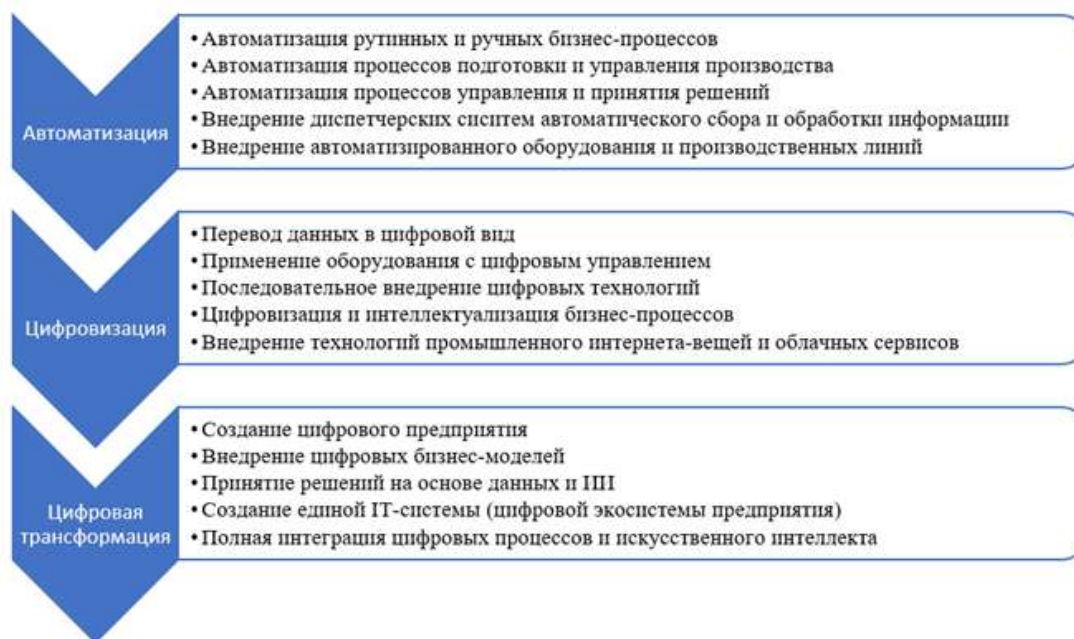 Автоматизация
• Автоматизация рутинных и ручных бизнес-процессов
• Автоматизация процессов подготовки и управления производства
• Автоматизация процессов управления и принятия решений
• Внедрение диспетчерских сиситем автоматического сбора и обработки информации
• Внедрение автоматизированного оборудования и производственных линий
Цифровизация
• Перевод данных в цифровой вид
• Применение оборудования с цифровым управлением
• Последовательное внедрение цифровых технологий
• Цифровизация и интеллектуализация бизнес-процессов
• Внедрение технологий промышленного интернета-вещей и облачных сервисов
Цифровая
трансформация
• Создание цифрового предприятия
• Внедрение цифровых бизнес-моделей
• Принятие решений на основе данных и ИИ
• Создание единой IT-системы (цифровой экосистемы предприятия)
• Полная интеграция цифровых процессов и искусственного интеллекта